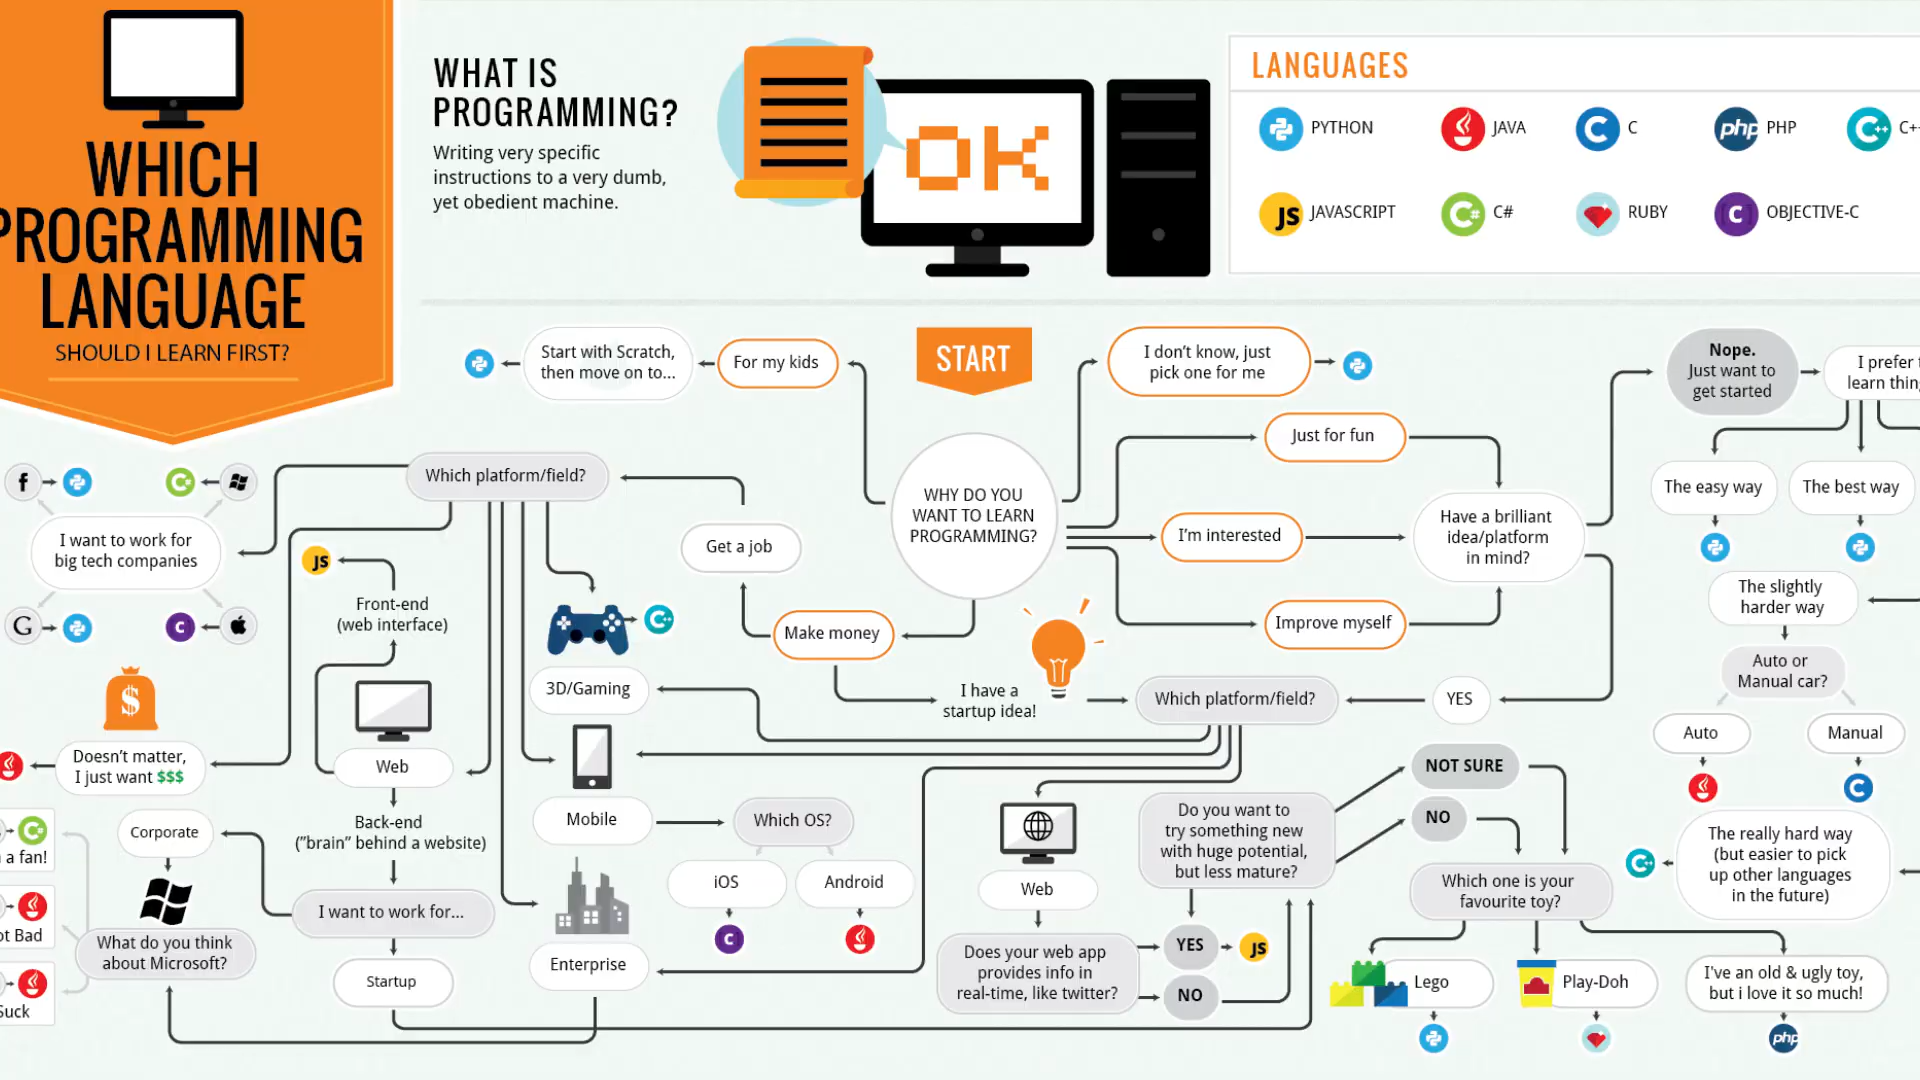 WHICH
PROGRAMMING
LANGUAGE
SHOULD I LEARN FIRST?
WHAT IS
PROGRAMMING?
Writing very specific
instructions to a very dumb,
yet obedient machine.
OK
LANGUAGES
PYTHON
JAVA
C
PHP
C+
JS JAVASCRIPT
C#
RUBY
OBJECTIVE-C
START
Start with Scratch,
then move on to...
For my kids
I don't know, just
pick one for me
Just for fun
I'm interested
Improve myself
WHY DO YOU
WANT TO LEARN
PROGRAMMING?
Have a brilliant
idea/platform
in mind?
Nope.
Just want to
get started
I prefer
learn
The easy way
The best way
The slightly
harder way
Auto or
Manual car?
Auto
Manual
The really hard way
(but easier to pick
up other languages
in the future)
YES
Which platform/field?
I have a
startup idea!
Make money
Get a job
Which platform/field?
I want to work for
big tech companies
f
G
JS
Front-end
(web interface)
$
Doesn't matter,
I just want $$$
Web
Back-end
("brain" behind a website)
I want to work for...
Corporate
What do you think
about Microsoft?
a fan!
Bad
Suck
Startup
3D/Gaming
Mobile
Which OS?
iOS
Android
Enterprise
Web
Does your web app
provides info in
real-time, like twitter?
YES
JS
NO
Do you want to
try something new
with huge potential,
but less mature?
NOT SURE
NO
Which one is your
favourite toy?
Lego
Play-Doh
I've an old & ugly toy,
but i love it so much!
php